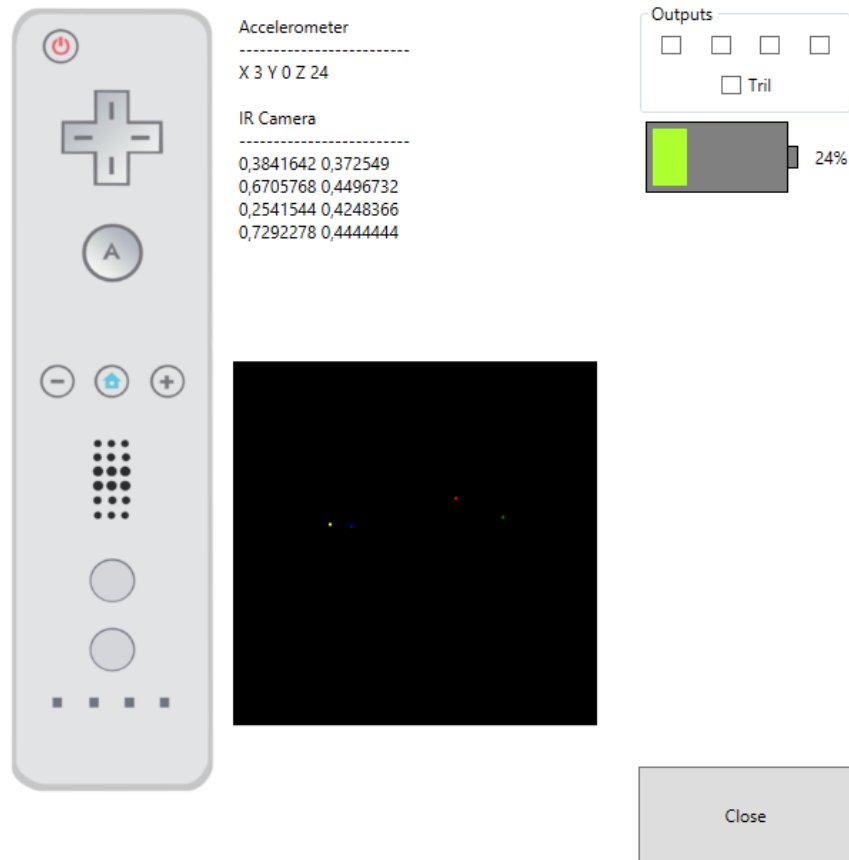 Accelerometer
-------------------------
X 3 Y 0 Z 24
IR Camera
-------------------------
0,3841642 0,372549
0,6705768 0,4496732
0,2541544 0,4248366
0,7292278 0,4444444
A
Outputs
Tril
24%
Close